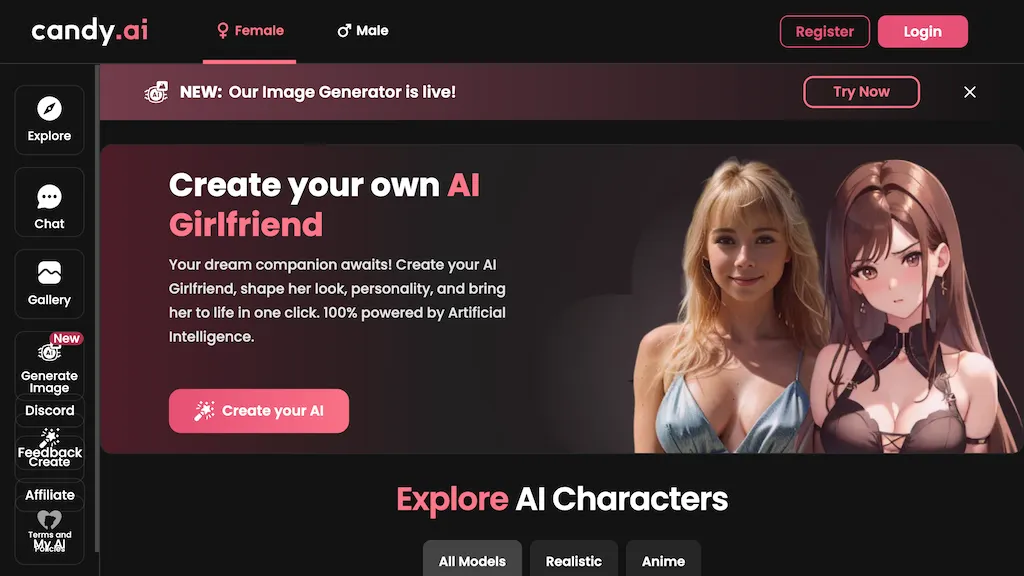 candy.ai
Female
Male
Register
Login
NEW: Our Image Generator is live!
Try Now
Explore
Chat
Gallery
New
Generate
Image
Discord
Feedback
Create
Affiliate
Terms and
Policies
My AI
Create your own AI
Girlfriend
Your dream companion awaits! Create your AI
Girlfriend, shape her look, personality, and bring
her to life in one click. 100% powered by Artificial
Intelligence.
Create your AI
Explore AI Characters
All Models
Realistic
Anime